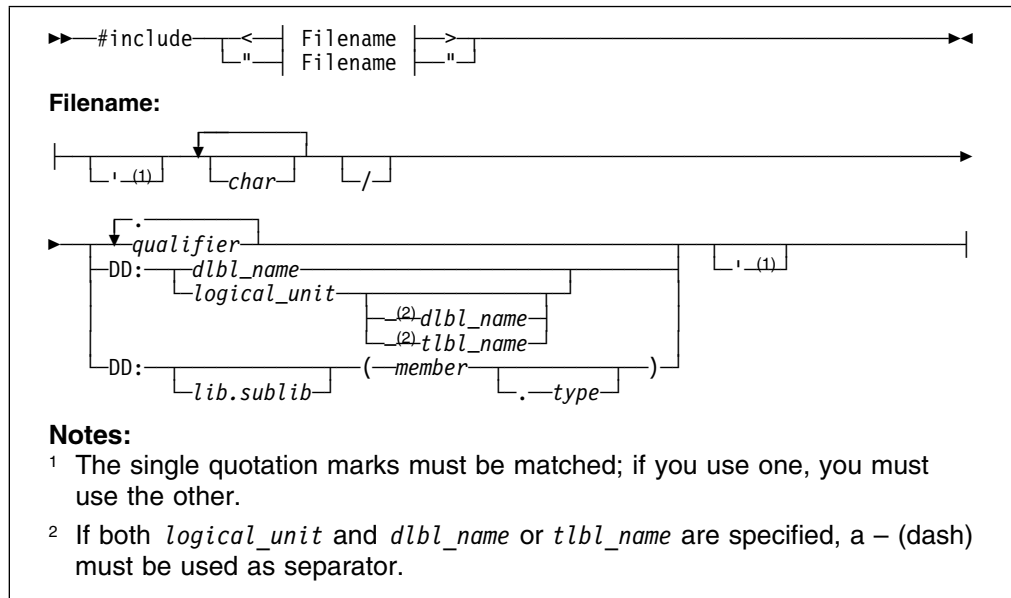 #include < Filename >
" Filename "
Filename:
' (1) char /
.
qualifier
DD: dlbl_name ' (1)
logical_unit
–(2) dlbl_name
–(2) tlbl_name
DD: ( member )
lib.sublib . type
Notes:
1 The single quotation marks must be matched; if you use one, you must
use the other.
2 If both logical_unit and dlbl_name or tlbl_name are specified, a – (dash)
must be used as separator.